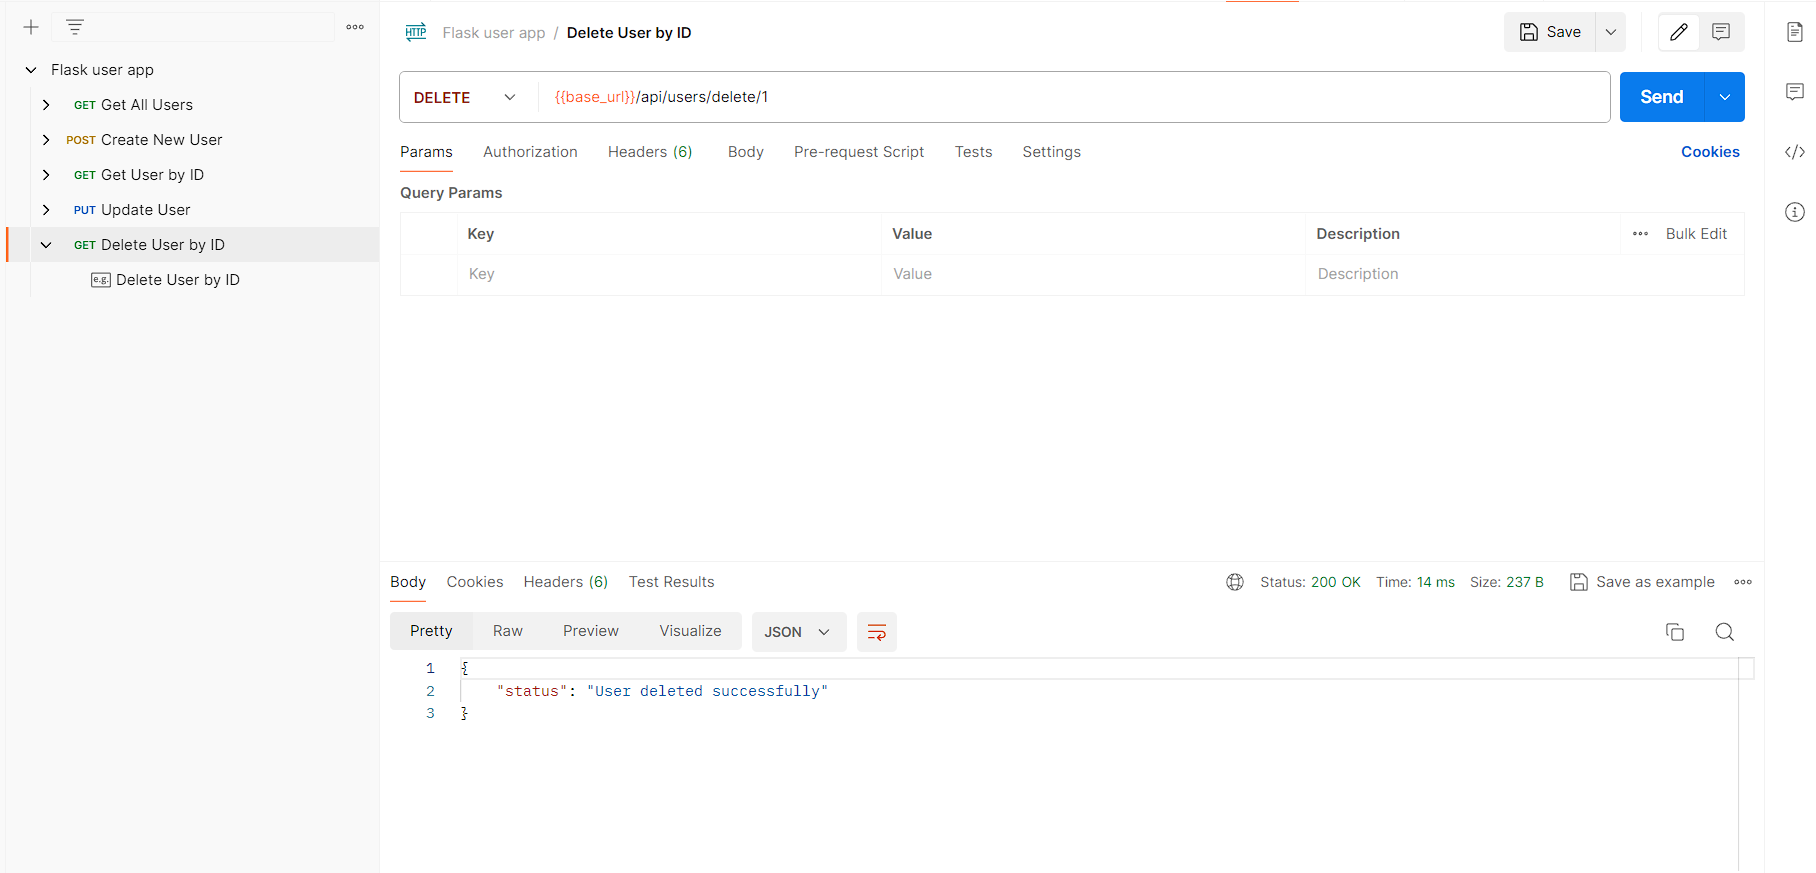 Flask user app
GET Get All Users
POST Create New User
GET Get User by ID
PUT Update User
GET Delete User by ID
e.g. Delete User by ID
HTTP Flask user app / Delete User by ID
Save
DELETE {{base_url}}/api/users/delete/1
Send
Params Authorization Headers (6) Body Pre-request Script Tests Settings Cookies
Query Params
Key Value Description Bulk Edit
Key Value Description
Body Cookies Headers (6) Test Results Status: 200 OK Time: 14 ms Size: 237 B Save as example
Pretty Raw Preview Visualize JSON
1 {
2 "status": "User deleted successfully"
3 }